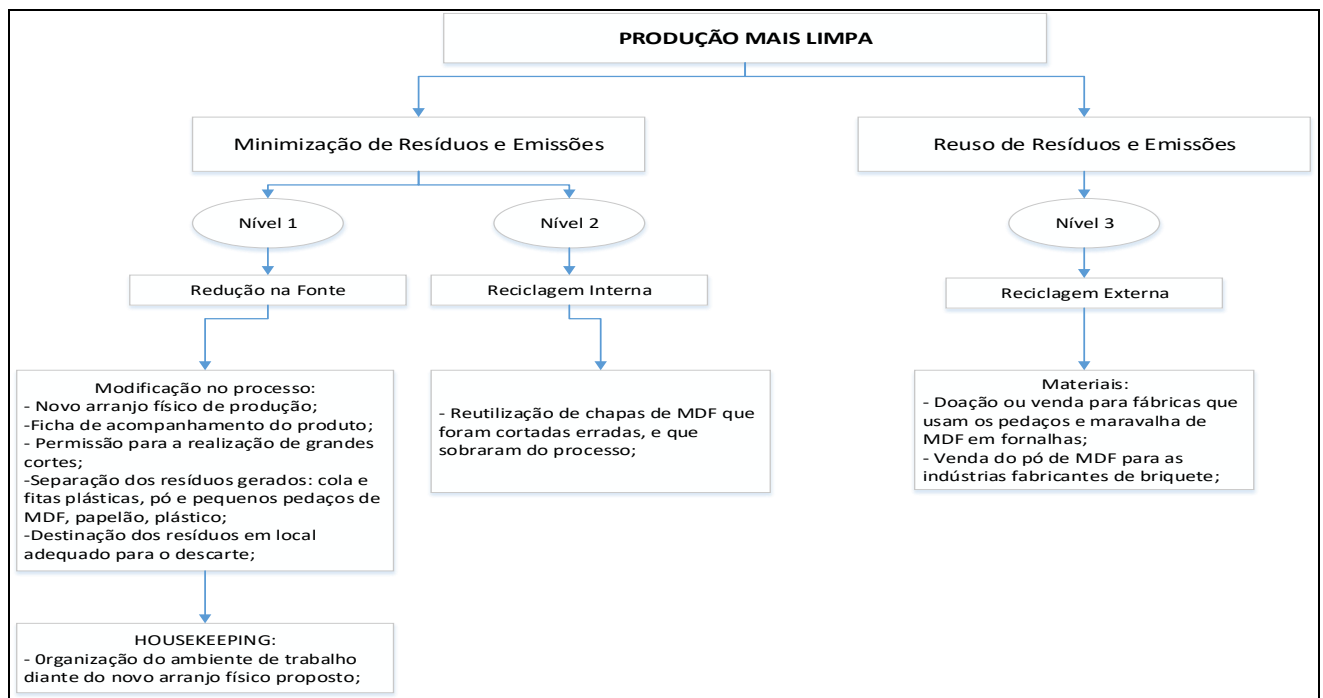 PRODUÇÃO MAIS LIMPA
Minimização de Resíduos e Emissões
Reuso de Resíduos e Emissões
Nível 1
Nível 2
Nível 3
Redução na Fonte
Reciclagem Interna
Reciclagem Externa
Modificação no processo:
- Novo arranjo físico de produção;
-Ficha de acompanhamento do produto;
- Permissão para a realização de grandes
cortes;
-Separação dos resíduos gerados: cola e
fitas plásticas, pó e pequenos pedaços de
MDF, papelão, plástico;
-Destinação dos resíduos em local
adequado para o descarte;
- Reutilização de chapas de MDF que
foram cortadas erradas, e que
sobraram do processo;
Materiais:
- Doação ou venda para fábricas que
usam os pedaços e maravalha de
MDF em fornalhas;
- Venda do pó de MDF para as
indústrias fabricantes de briquete;
HOUSEKEEPING:
- 0rganização do ambiente de trabalho
diante do novo arranjo físico proposto;